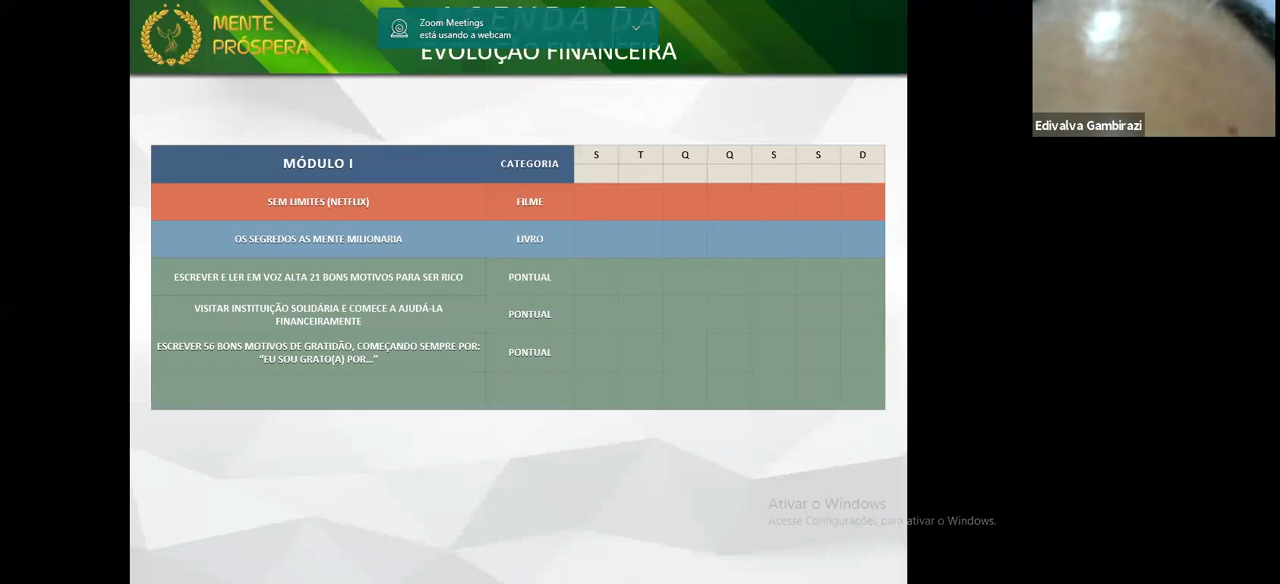 MENTE
PRÓSPERA
AGENDA DA
EVOLUÇÃO FINANCEIRA
Zoom Meetings
está usando a webcam
Edivalva Gambirazi
MÓDULO I CATEGORIA S T Q Q S S D
SEM LIMITES (NETFLIX) FILME
OS SEGREDOS AS MENTE MILIONARIA LIVRO
ESCREVER E LER EM VOZ ALTA 21 BONS MOTIVOS PARA SER RICO PONTUAL
VISITAR INSTITUIÇÃO SOLIDÁRIA E COMECE A AJUDÁ-LA
FINANCEIRAMENTE PONTUAL
ESCREVER 56 BONS MOTIVOS DE GRATIDÃO, COMEÇANDO SEMPRE POR:
“EU SOU GRATO(A) POR...” PONTUAL
Ativar o Windows
Acesse Configurações para ativar o Windows.